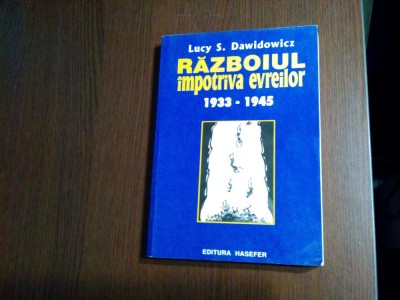 Lucy S. Dawidowicz
RĂZBOIUL
împotriva evreilor
1933 - 1945
EDITURA HASEFER